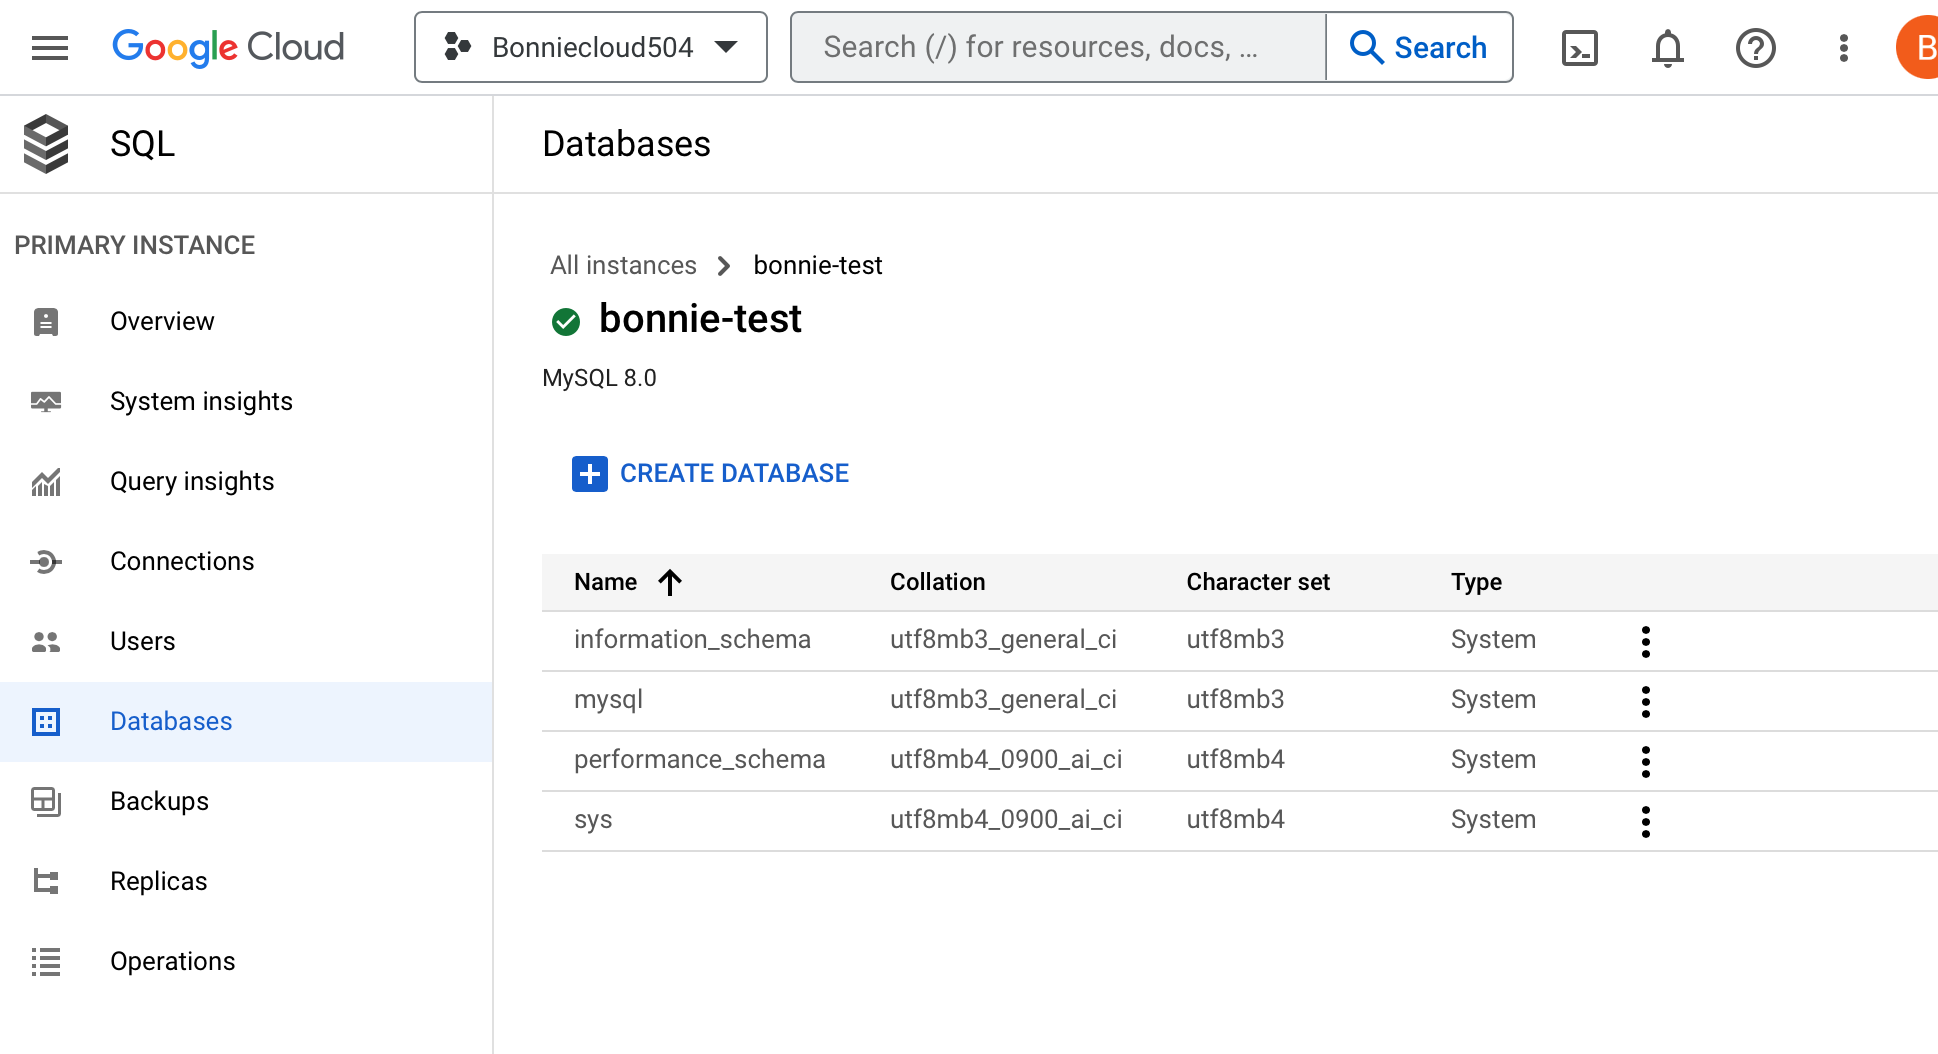 Google Cloud
Bonniecloud504
Search (/) for resources, docs, ...
Search
B
SQL
Databases
PRIMARY INSTANCE
Overview
System insights
Query insights
Connections
Users
Databases
Backups
Replicas
Operations
All instances
bonnie-test
bonnie-test
MySQL 8.0
CREATE DATABASE
Name Collation Character set Type
information_schema utf8mb3_general_ci utf8mb3 System
mysql utf8mb3_general_ci utf8mb3 System
performance_schema utf8mb4_0900_ai_ci utf8mb4 System
sys utf8mb4_0900_ai_ci utf8mb4 System